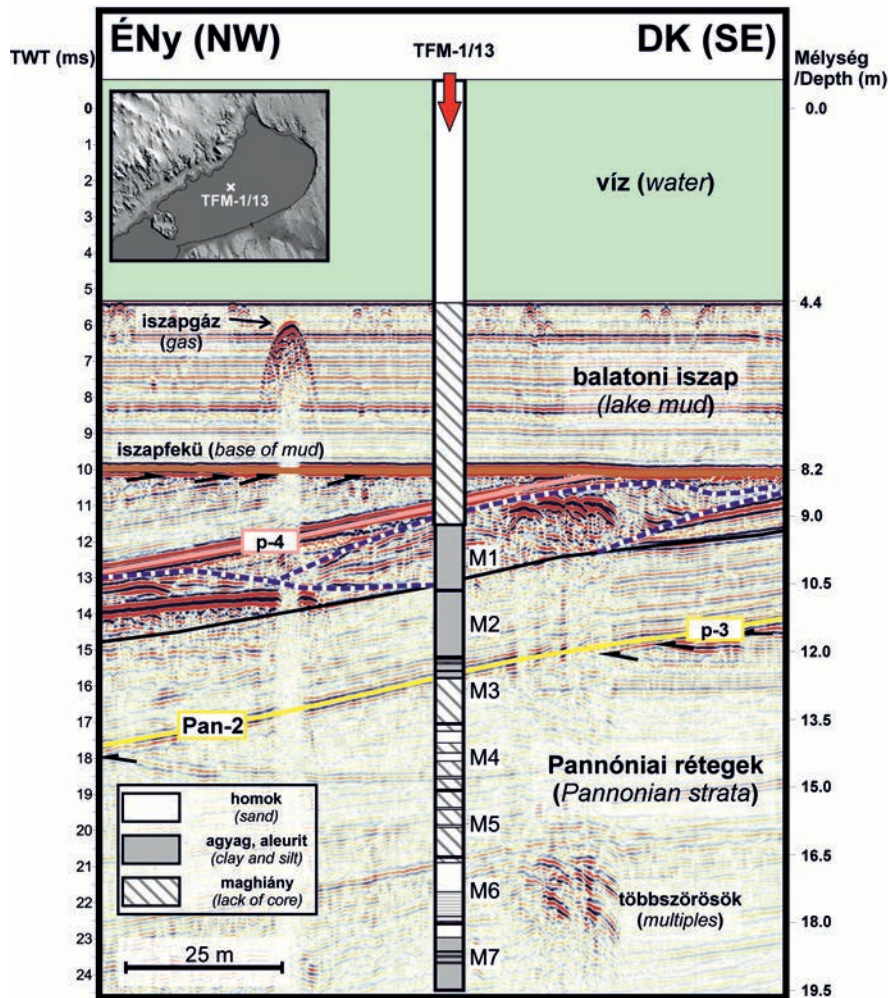 ÉNy (NW)
DK (SE)
TFM-1/13
TWT (ms)
Mélység
/Depth (m)
TFM-1/13
víz (water)
iszapgáz
(gas)
balatoni iszap
(lake mud)
iszapfekü (base of mud)
p-4
p-3
Pan-2
Pannóniai rétegek
(Pannonian strata)
többszörösök
(multiples)
M1
M2
M3
M4
M5
M6
M7
homok
(sand)
agyag, aleurit
(clay and silt)
maghiány
(lack of core)
25 m
0
1
2
3
4
5
6
7
8
9
10
11
12
13
14
15
16
17
18
19
20
21
22
23
24
0.0
4.4
8.2
9.0
10.5
12.0
13.5
15.0
16.5
18.0
19.5